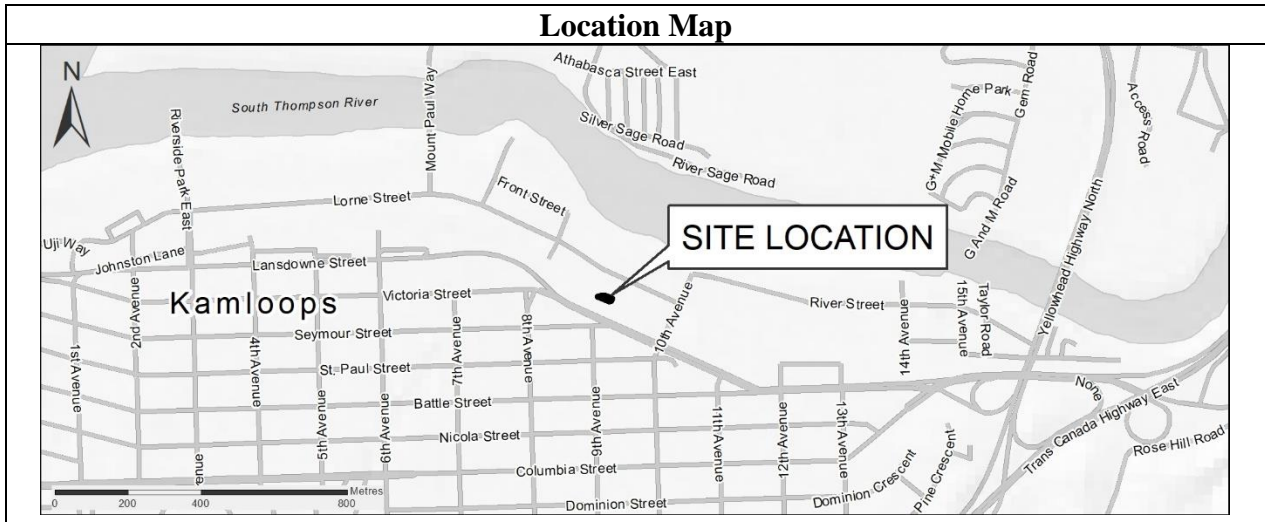 Location Map
N
South Thompson River
Athabasca Street East
Silver Sage Road
River Sage Road
G+M Mobile Home Park
Gem Road
G And M Road
Yellowhead Highway North
Access Road
Mount Paul Way
Riverside Park East
Lorne Street
Front Street
SITE LOCATION
Uji Way
Johnston Lane
Lansdowne Street
Kamloops
Victoria Street
River Street
Seymour Street
St. Paul Street
Battle Street
Nicola Street
Columbia Street
Dominion Street
1st Avenue
2nd Avenue
venue
4th Avenue
5th Avenue
6th Avenue
7th Avenue
8th Avenue
9th Avenue
10th Avenue
11th Avenue
12th Avenue
13th Avenue
14th Avenue
15th Avenue
Taylor Road
None
Trans Canada Highway East
Rose Hill Road
Dominion Crescent
Pine Crescent
Metres
0 200 400 800